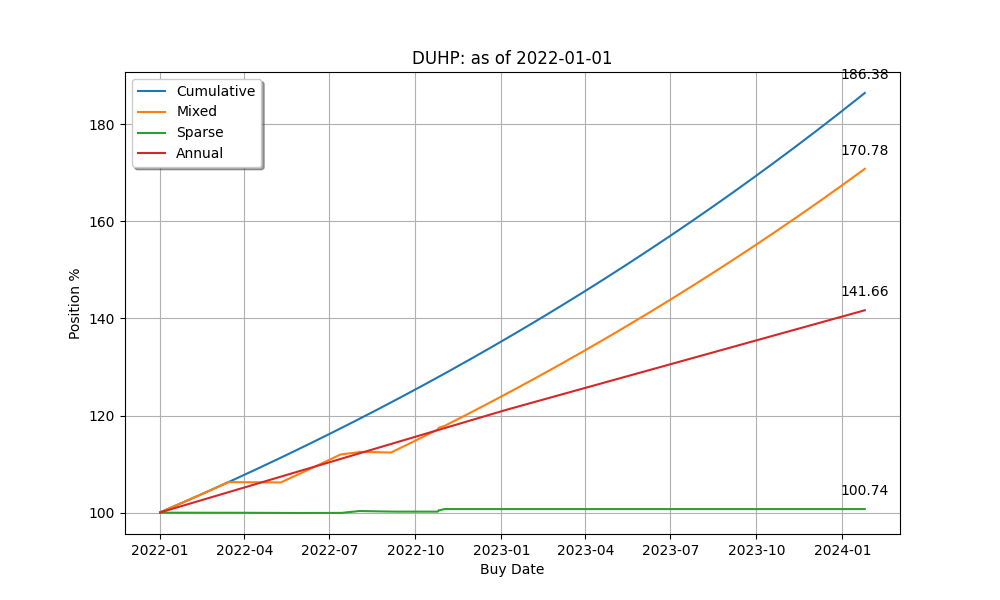 DUHP: as of 2022-01-01
Cumulative
Mixed
Sparse
Annual
186.38
170.78
141.66
100.74
180
160
140
120
100
Position %
2022-01 2022-04 2022-07 2022-10 2023-01 2023-04 2023-07 2023-10 2024-01
Buy Date